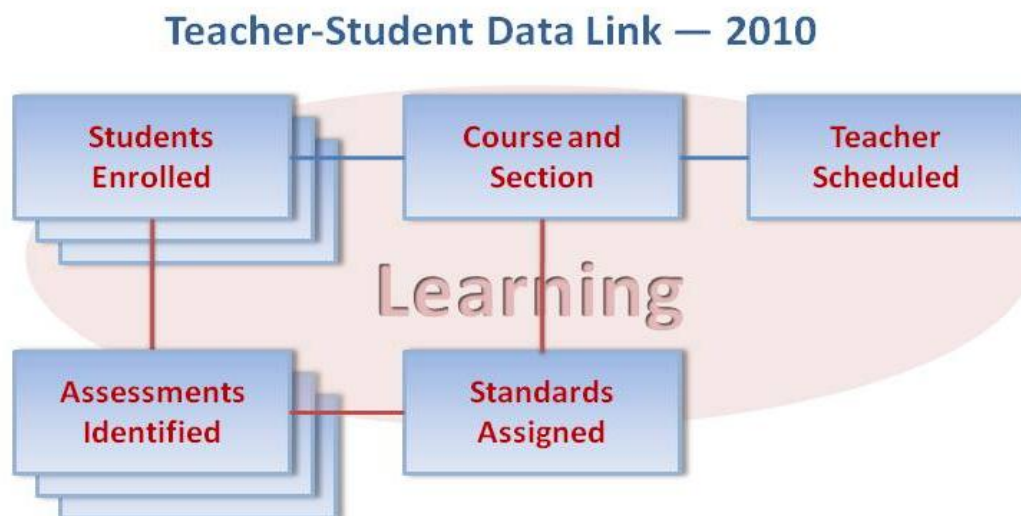 Teacher-Student Data Link — 2010
Students
Enrolled
Course and
Section
Teacher
Scheduled
Learning
Assessments
Identified
Standards
Assigned